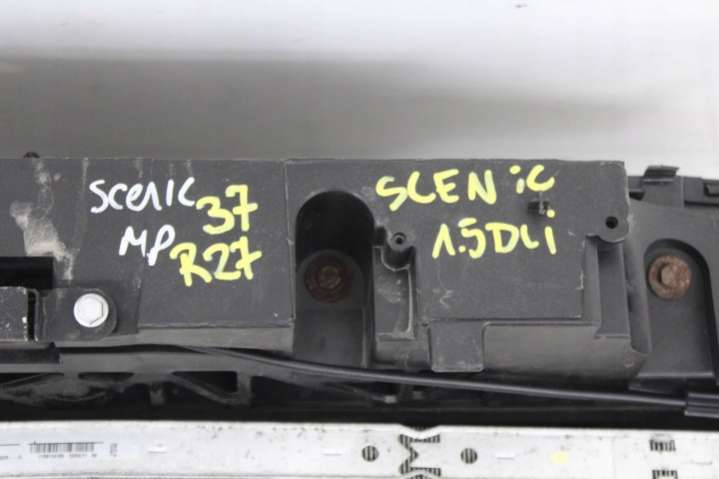 Scenic
MP
37
R27
SCENiC
1.5DCi